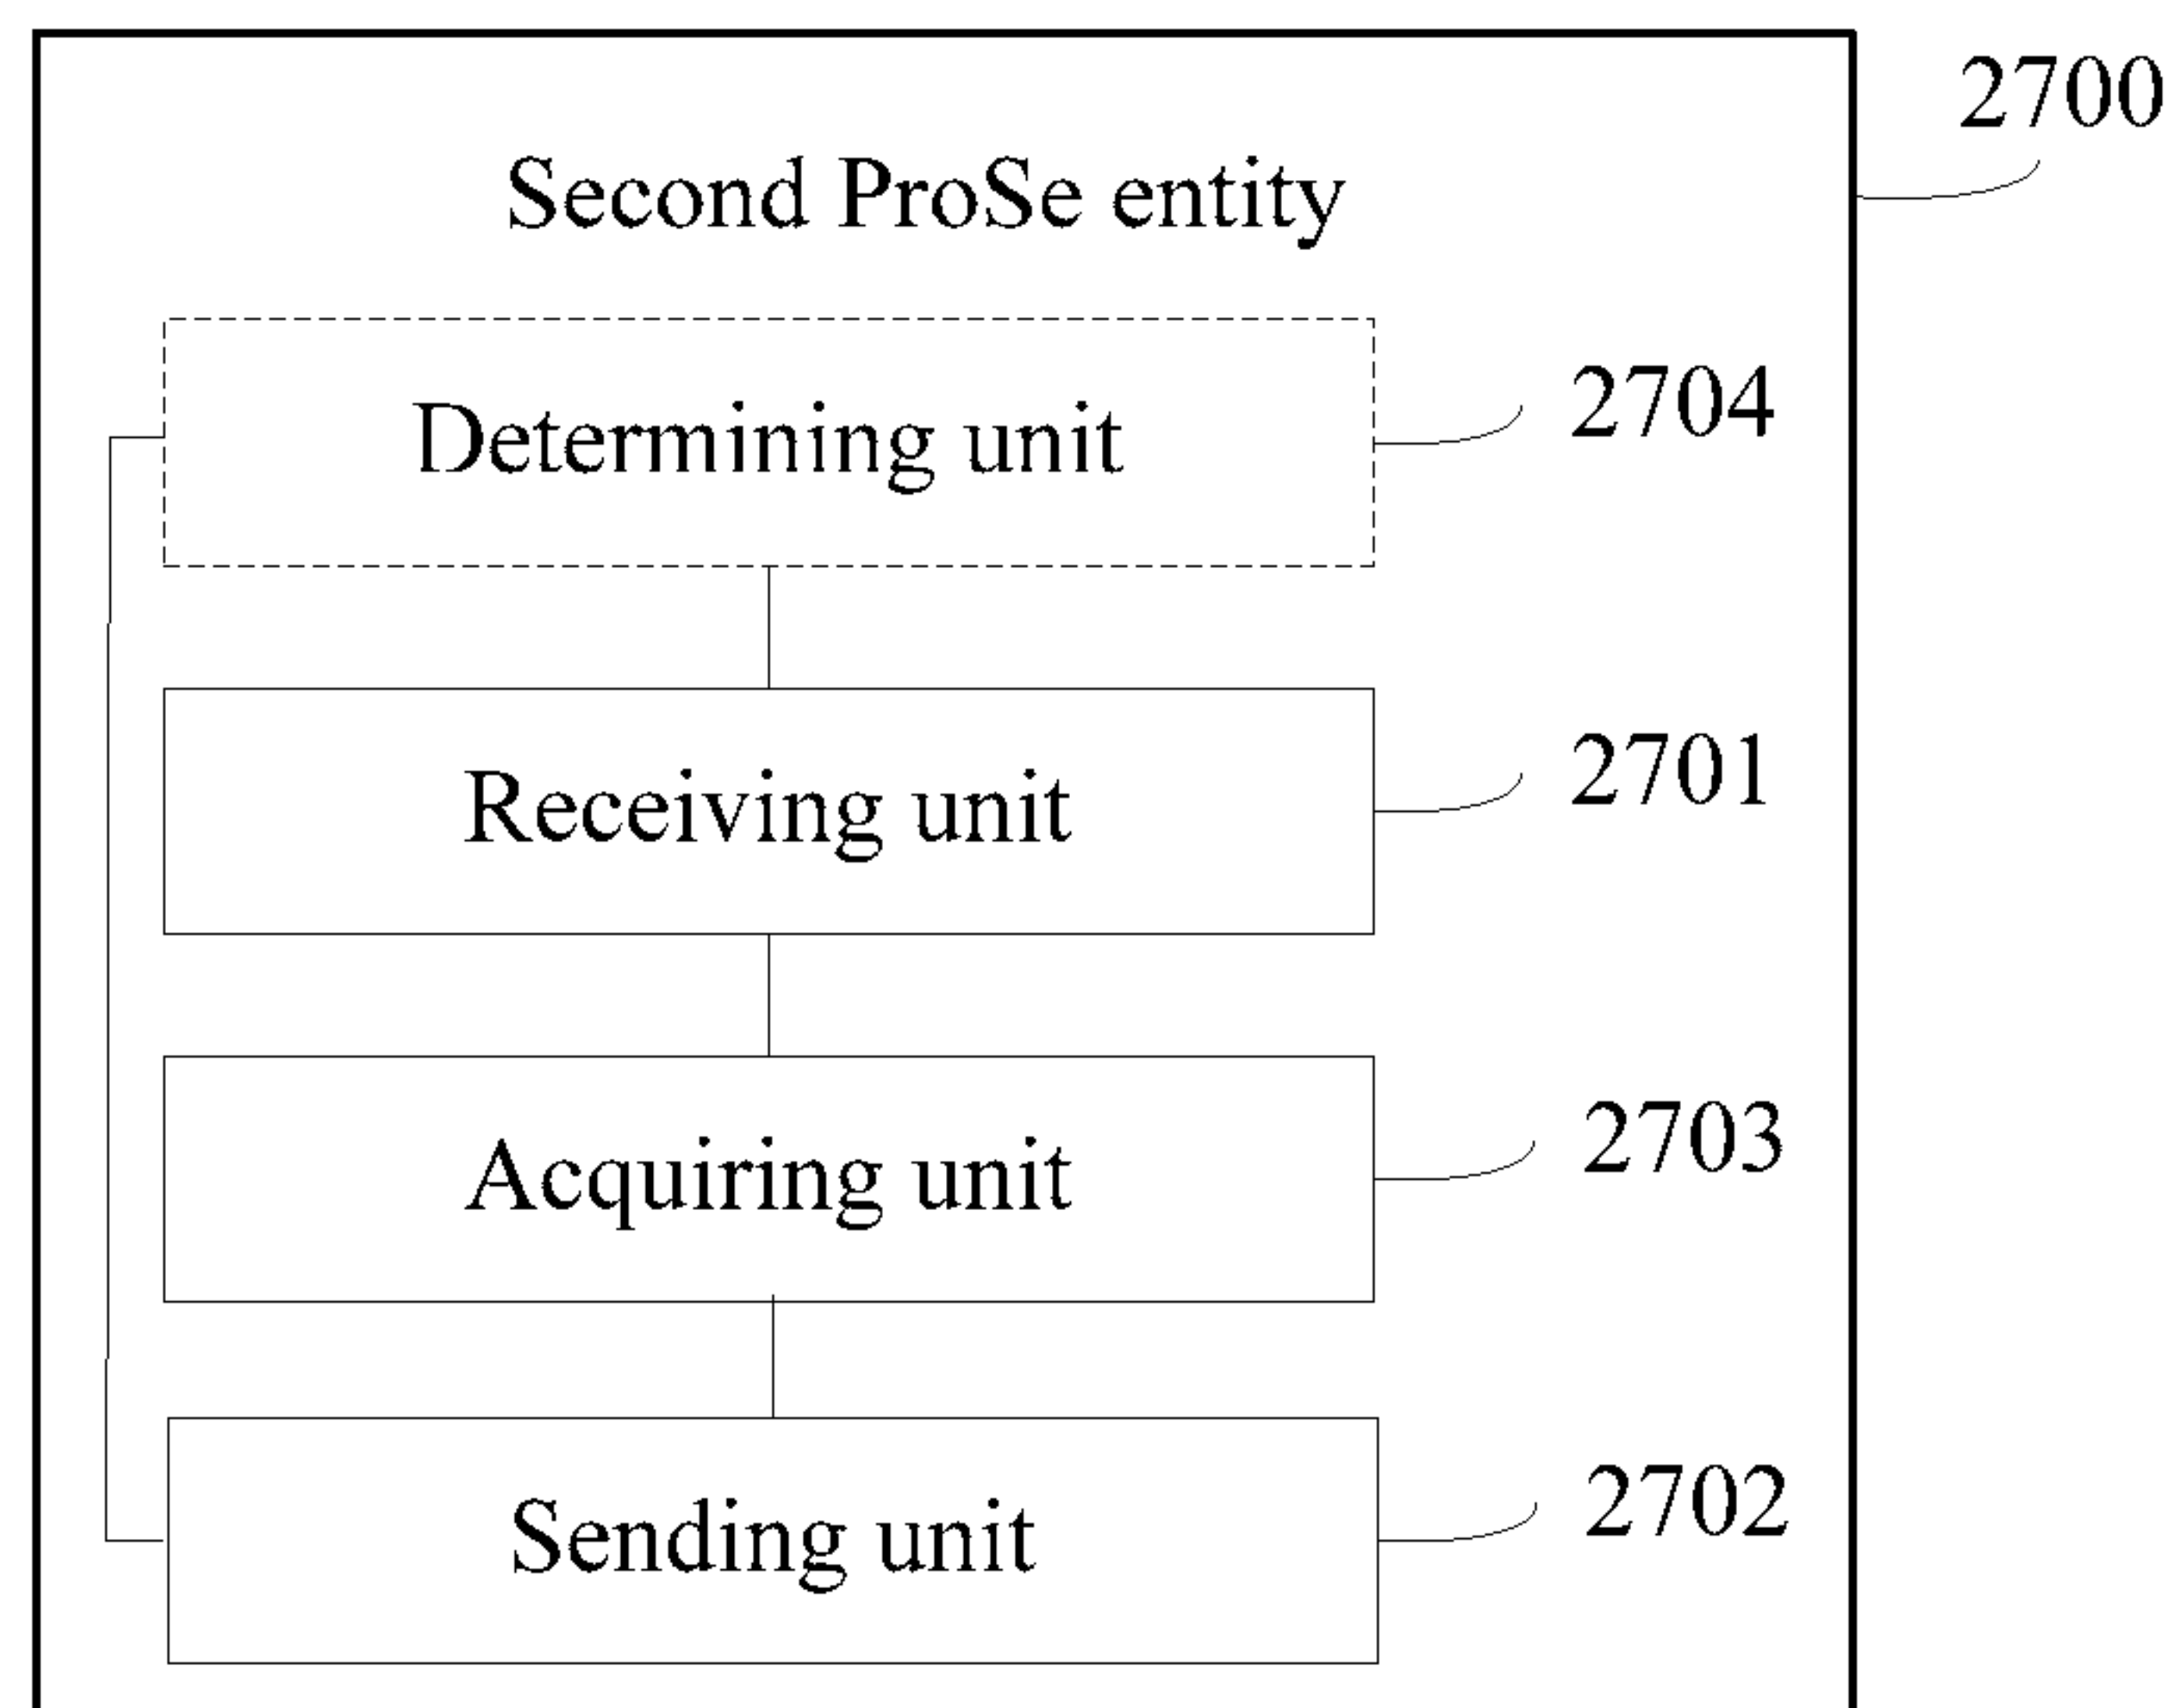 2700
Second ProSe entity
Determining unit
2704
Receiving unit
2701
Acquiring unit
2703
Sending unit
2702